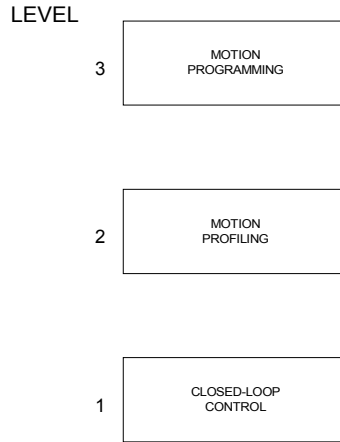 LEVEL
3
MOTION
PROGRAMMING
2
MOTION
PROFILING
1
CLOSED-LOOP
CONTROL